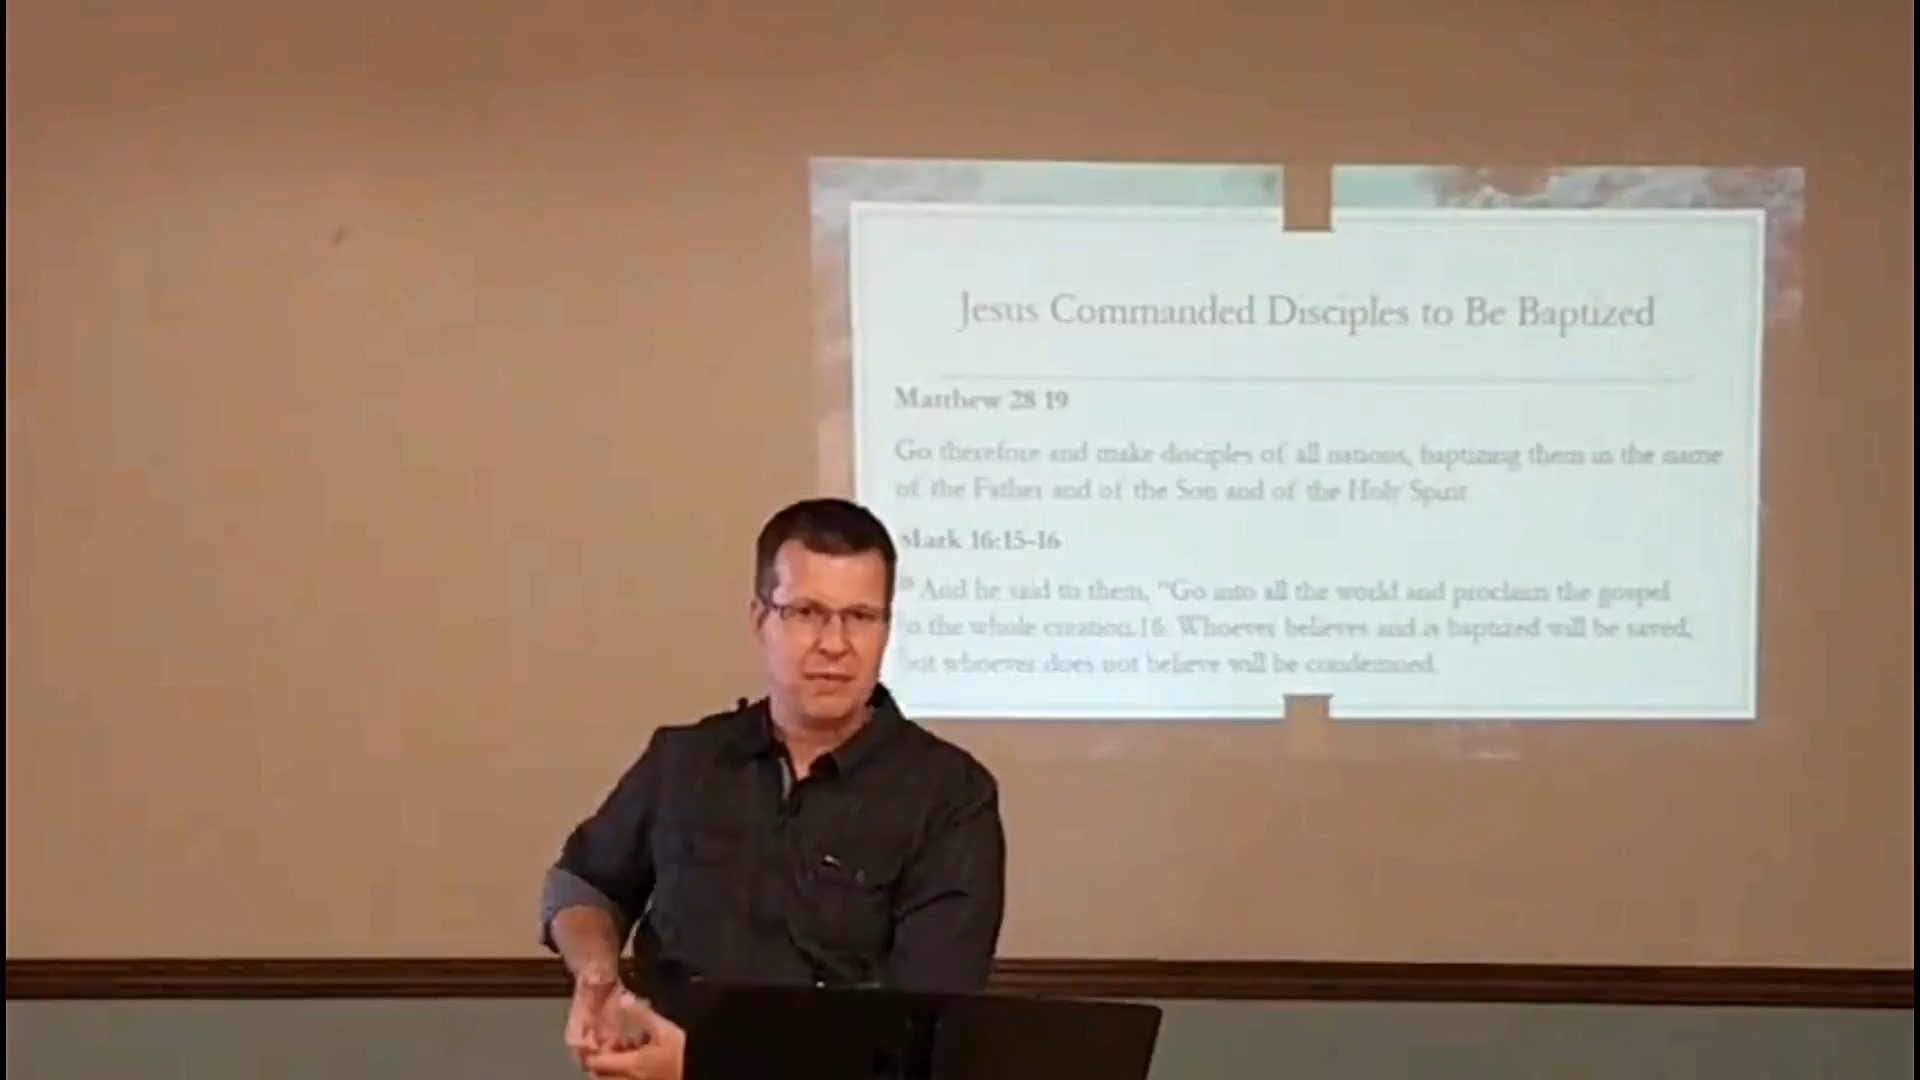 Jesus Commanded Disciples to Be Baptized
Matthew 28 19
Go therefore and make disciples of all nations, baptizing them in the name
of the Father and of the Son and of the Holy Spirit
Mark 16:15-16
And he said to them, "Go into all the world and proclaim the gospel
to the whole creation.16 Whoever believes and is baptized will be saved,
but whoever does not believe will be condemned.